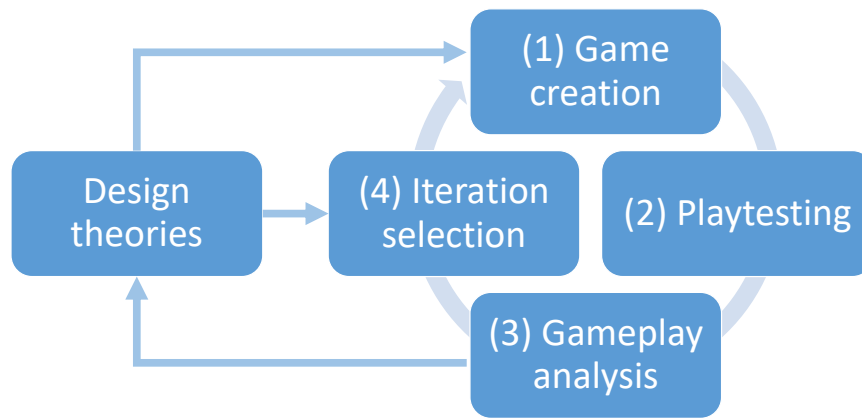 (1) Game
creation
Design
theories
(4) Iteration
selection
(2) Playtesting
(3) Gameplay
analysis